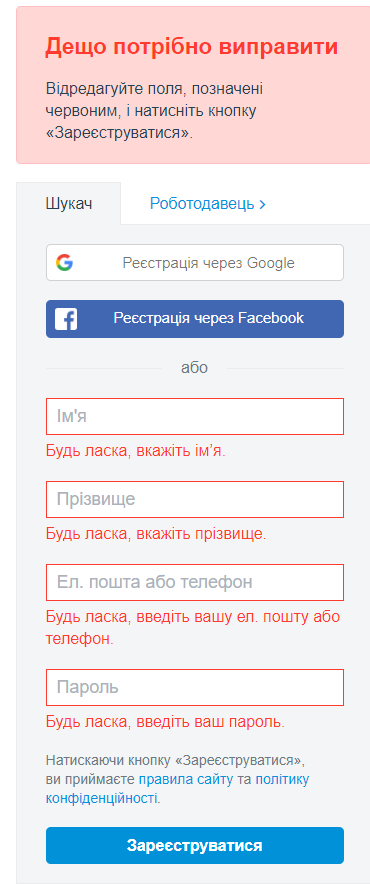 Дещо потрібно виправити
Відредагуйте поля, позначені
червоним, і натисніть кнопку
«Зареєструватися».
Шукач
Роботодавець
Реєстрація через Google
Реєстрація через Facebook
або
Ім'я
Будь ласка, вкажіть ім’я.
Прізвище
Будь ласка, вкажіть прізвище.
Ел. пошта або телефон
Будь ласка, введіть вашу ел. пошту або
телефон.
Пароль
Будь ласка, введіть ваш пароль.
Натискаючи кнопку «Зареєструватися»,
ви приймаєте правила сайту та політику
конфіденційності.
Зареєструватися